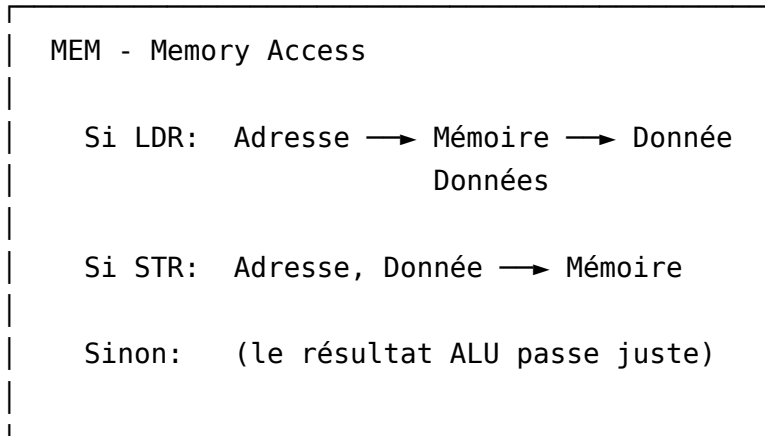 MEM - Memory Access
Si LDR: Adresse ──► Mémoire ──► Donnée
Données
Si STR: Adresse, Donnée ──► Mémoire
Sinon: (le résultat ALU passe juste)